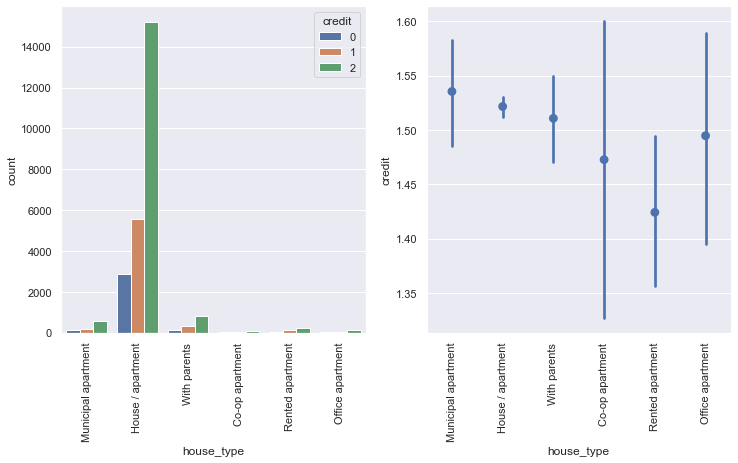 credit
0
1
2
count
14000
12000
10000
8000
6000
4000
2000
0
Municipal apartment
House / apartment
With parents
Co-op apartment
Rented apartment
Office apartment
house_type
credit
1.60
1.55
1.50
1.45
1.40
1.35
Municipal apartment
House / apartment
With parents
Co-op apartment
Rented apartment
Office apartment
house_type